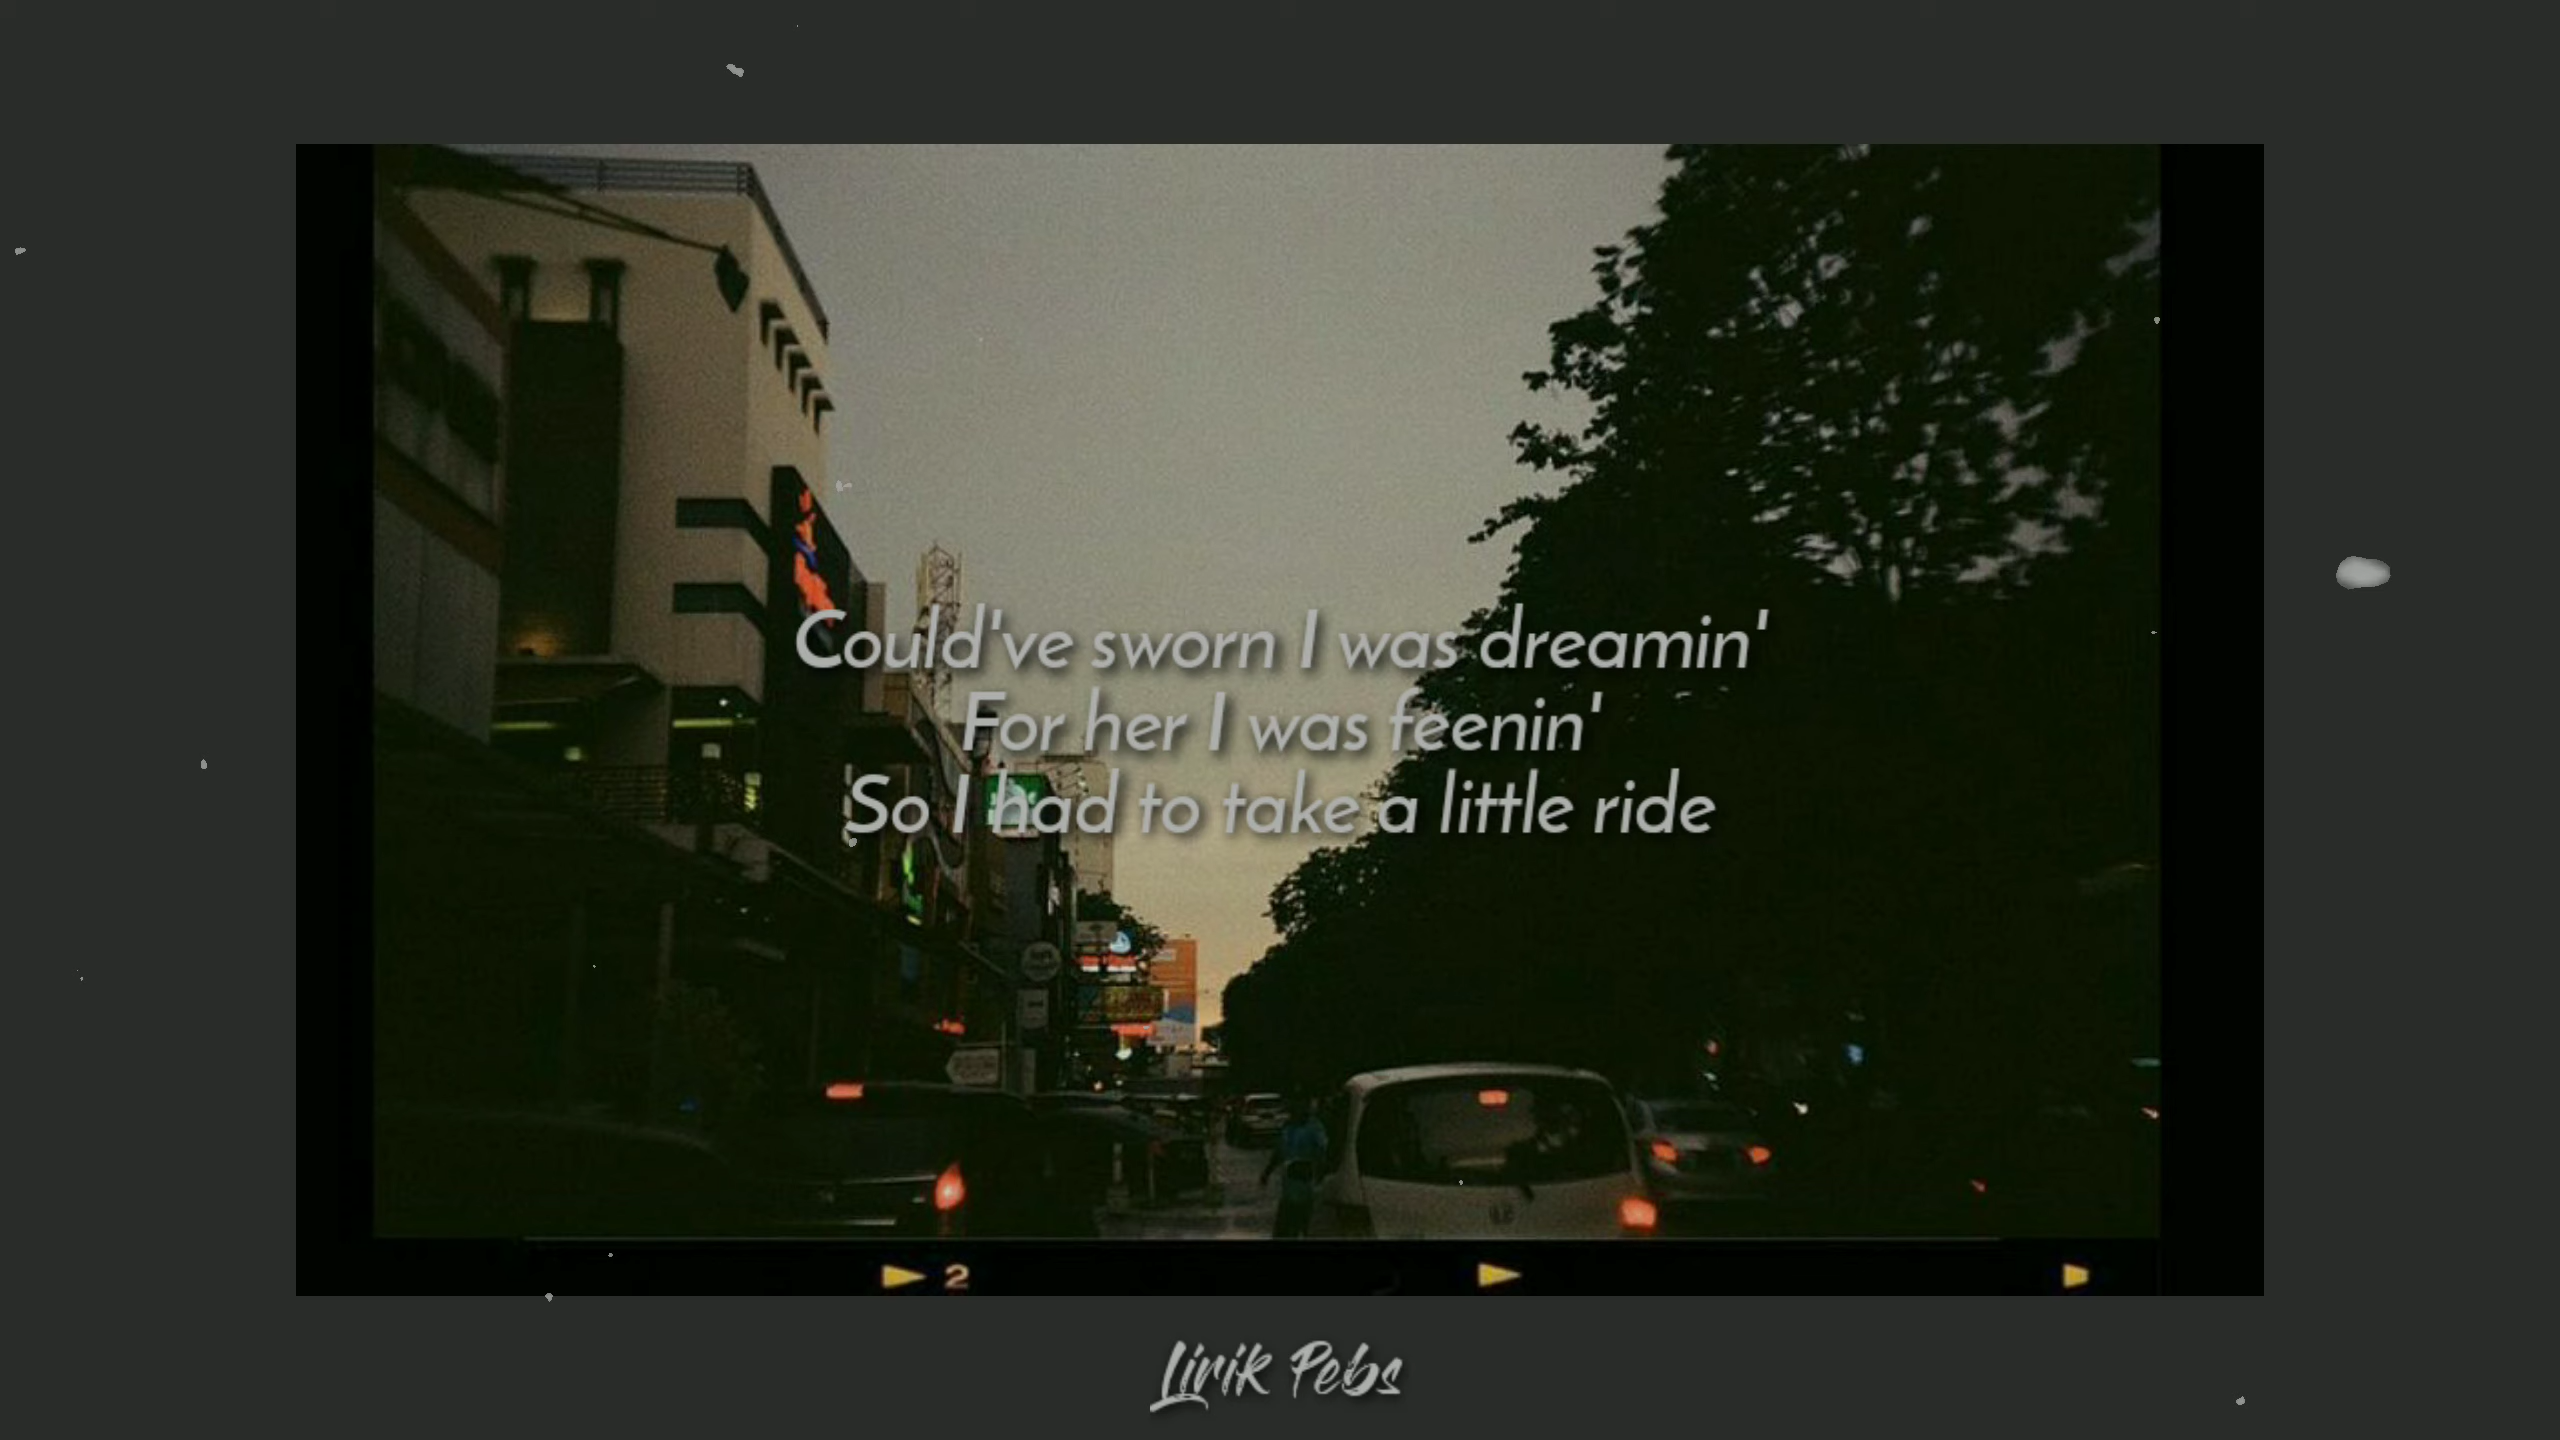 Could've sworn I was dreamin'
For her I was feenin'
So I had to take a little ride
2
Lirik Pebs